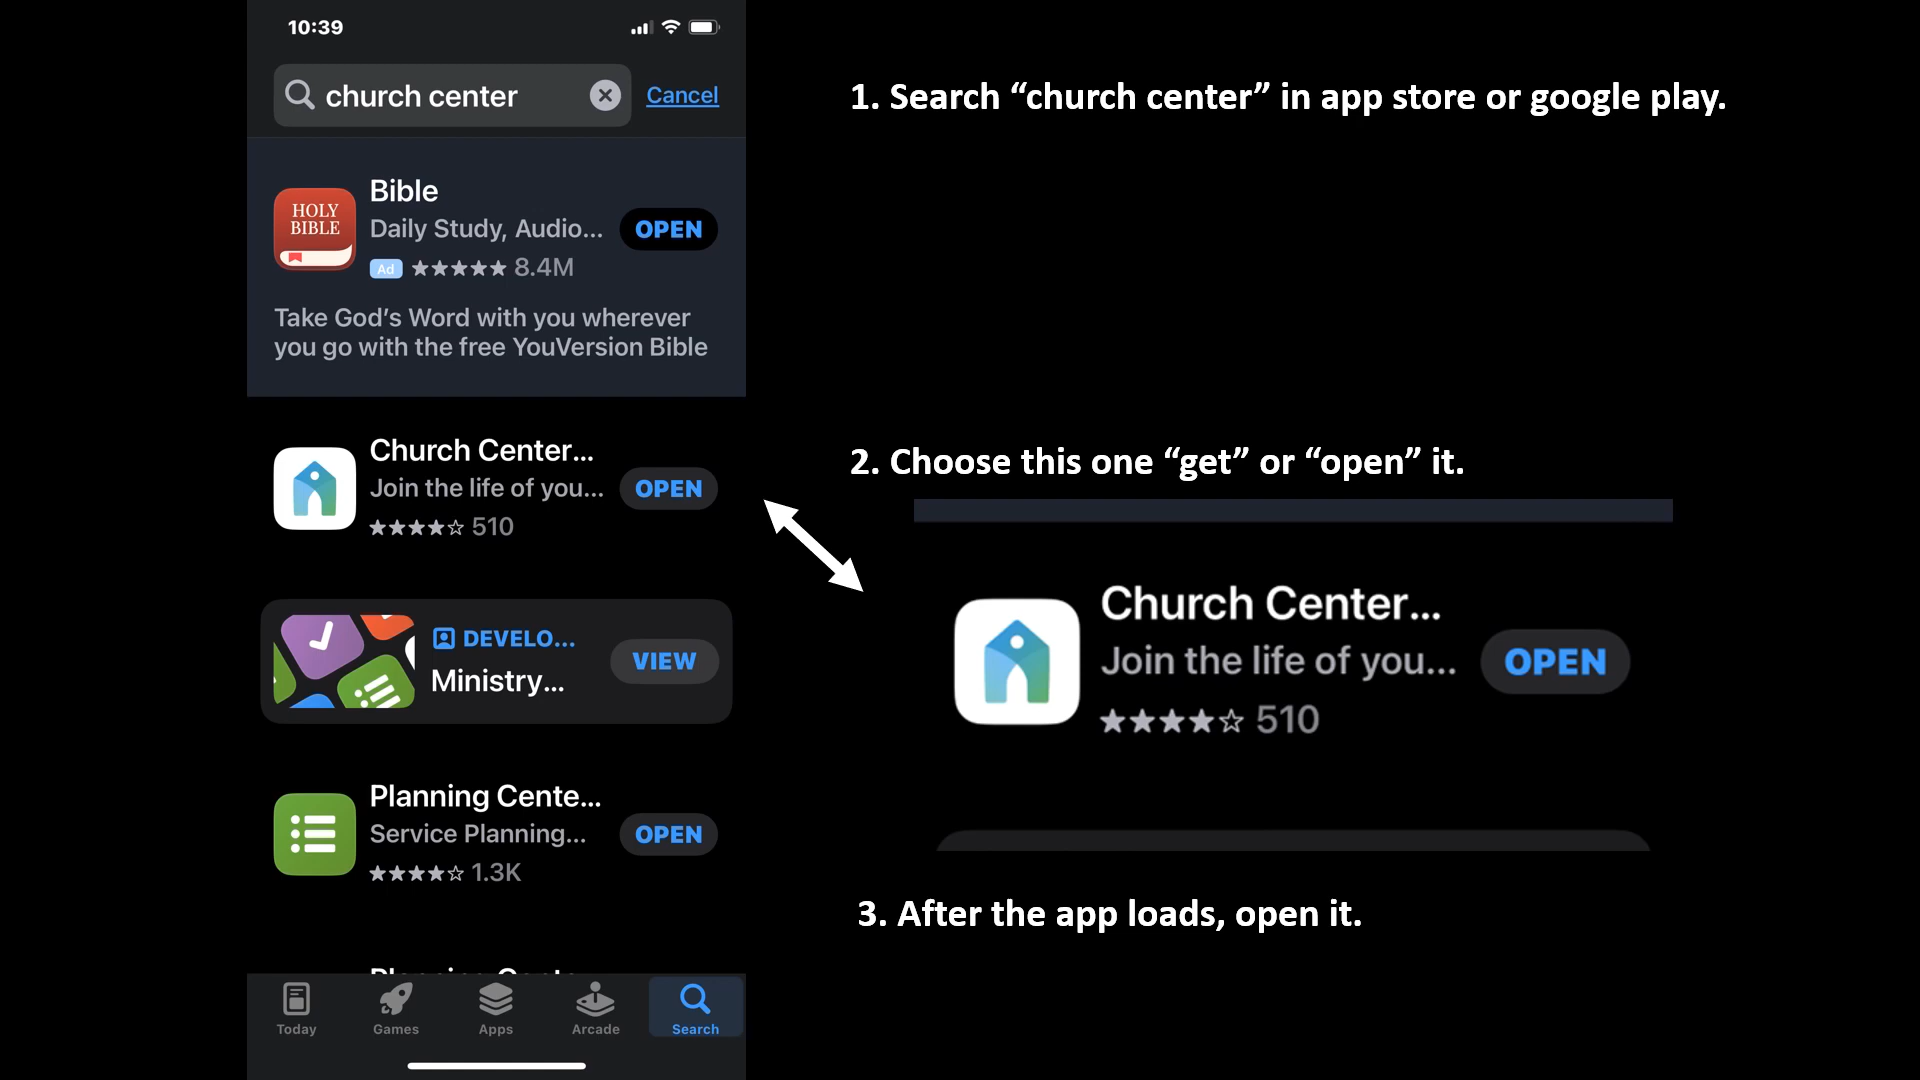 10:39
church center
Cancel
HOLY
BIBLE
Bible
Daily Study, Audio...
OPEN
Ad
8.4M
Take God's Word with you wherever
you go with the free YouVersion Bible
Church Center...
Join the life of you...
OPEN
510
DEVELO...
Ministry...
VIEW
Planning Cente...
Service Planning...
OPEN
1.3K
Today
Games
Apps
Arcade
Search
1. Search “church center” in app store or google play.
2. Choose this one “get” or “open” it.
Church Center...
Join the life of you...
OPEN
510
3. After the app loads, open it.